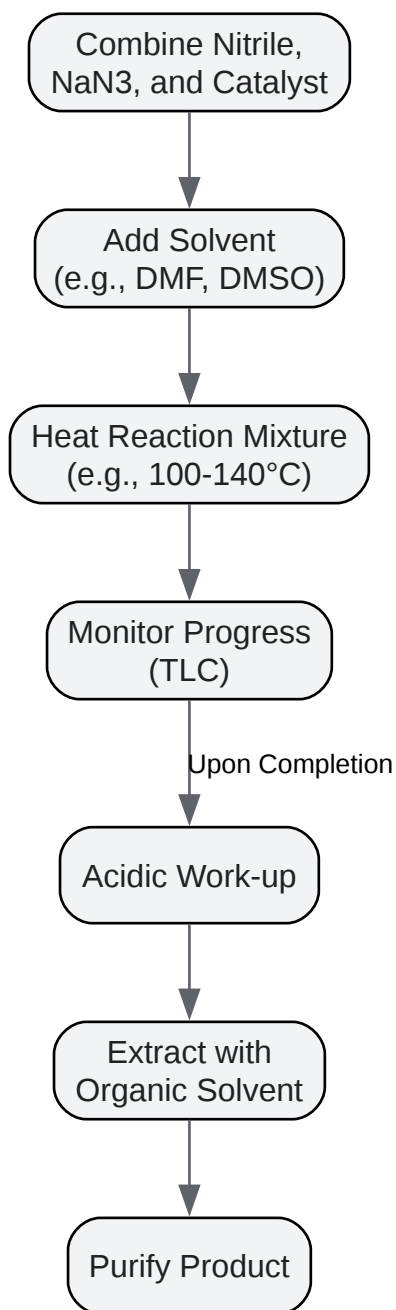 Combine Nitrile,
NaN3, and Catalyst
Add Solvent
(e.g., DMF, DMSO)
Heat Reaction Mixture
(e.g., 100-140°C)
Monitor Progress
(TLC)
Upon Completion
Acidic Work-up
Extract with
Organic Solvent
Purify Product